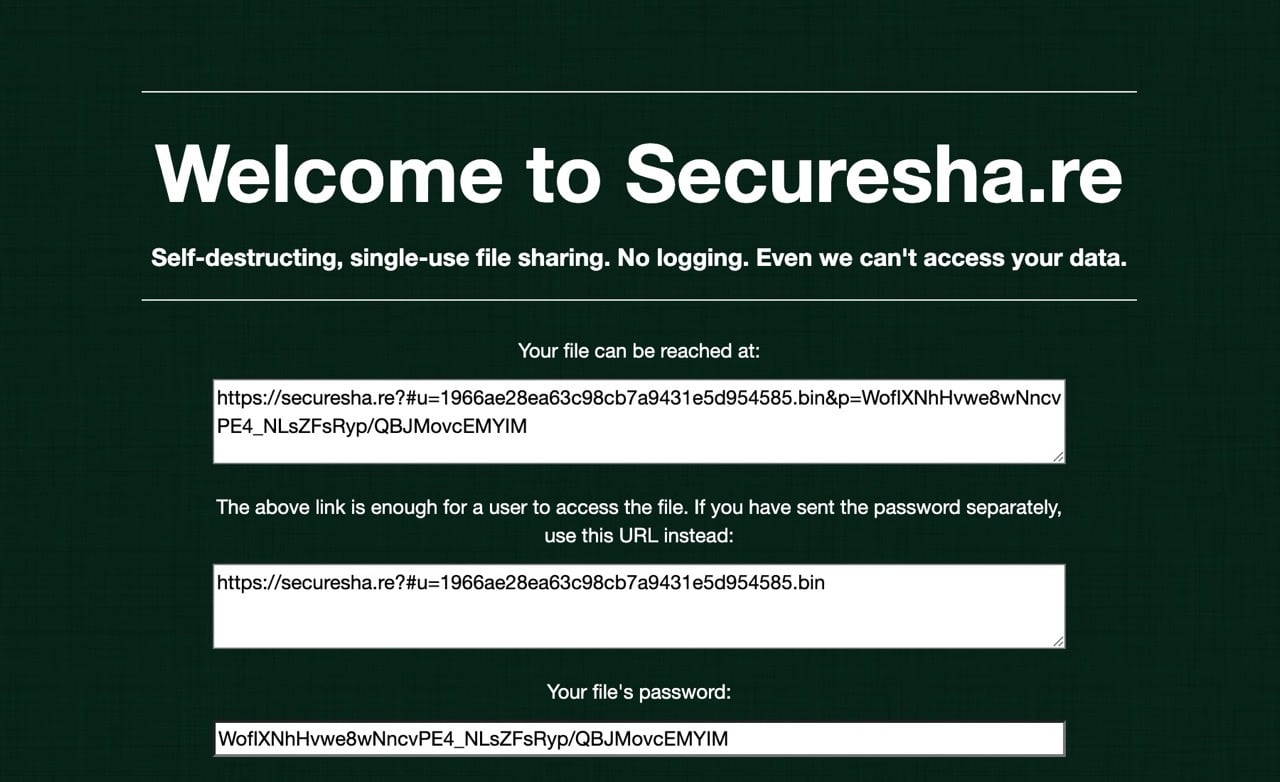 Welcome to Securesha.re
Self-destructing, single-use file sharing. No logging. Even we can't access your data.
Your file can be reached at:
https://securesha.re?#u=1966ae28ea63c98cb7a9431e5d954585.bin&p=WofIXNhHvwe8wNncv
PE4_NLsZFsRyp/QBJMovcEMYIM
The above link is enough for a user to access the file. If you have sent the password separately,
use this URL instead:
https://securesha.re?#u=1966ae28ea63c98cb7a9431e5d954585.bin
Your file's password:
WofIXNhHvwe8wNncvPE4_NLsZFsRyp/QBJMovcEMYIM